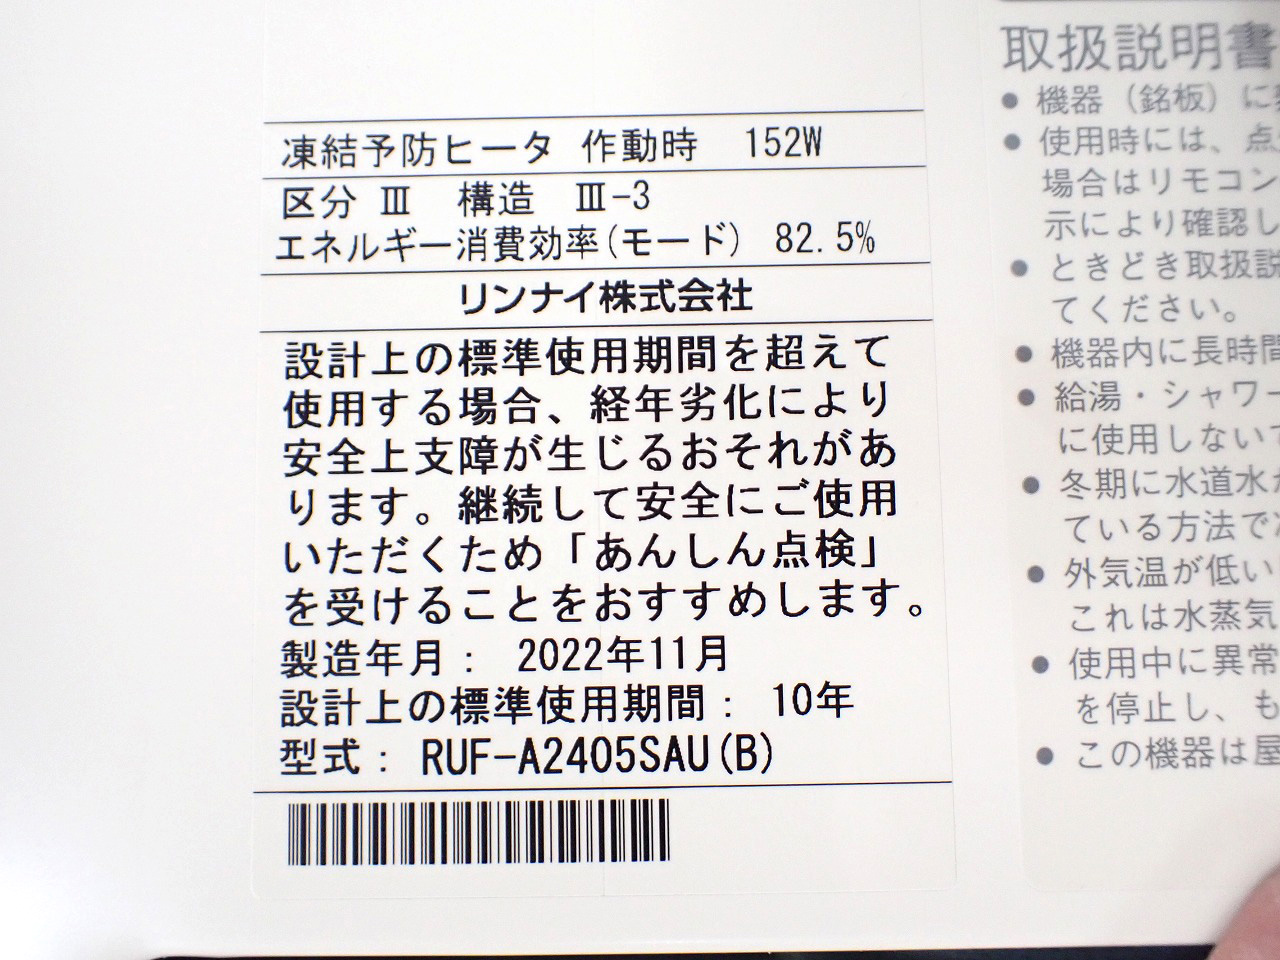 凍結予防ヒータ 作動時 152W
区分 Ⅲ 構造 Ⅲ-3
エネルギー消費効率(モード) 82.5%
リンナイ株式会社
設計上の標準使用期間を超えて
使用する場合、経年劣化により
安全上支障が生じるおそれがあ
ります。継続して安全にご使用
いただくため「あんしん点検」
を受けることをおすすめします。
製造年月: 2022年11月
設計上の標準使用期間: 10年
型式: RUF-A2405SAU(B)
取扱説明書
● 機器(銘板)に
● 使用時には、点
場合はリモコン
示により確認し
● ときどき取扱説
てください。
● 機器内に長時間
● 給湯・シャワー
に使用しないで
● 冬期に水道水が
ている方法で
● 外気温が低い
これは水蒸気
● 使用中に異常
を停止し、も
● この機器は屋